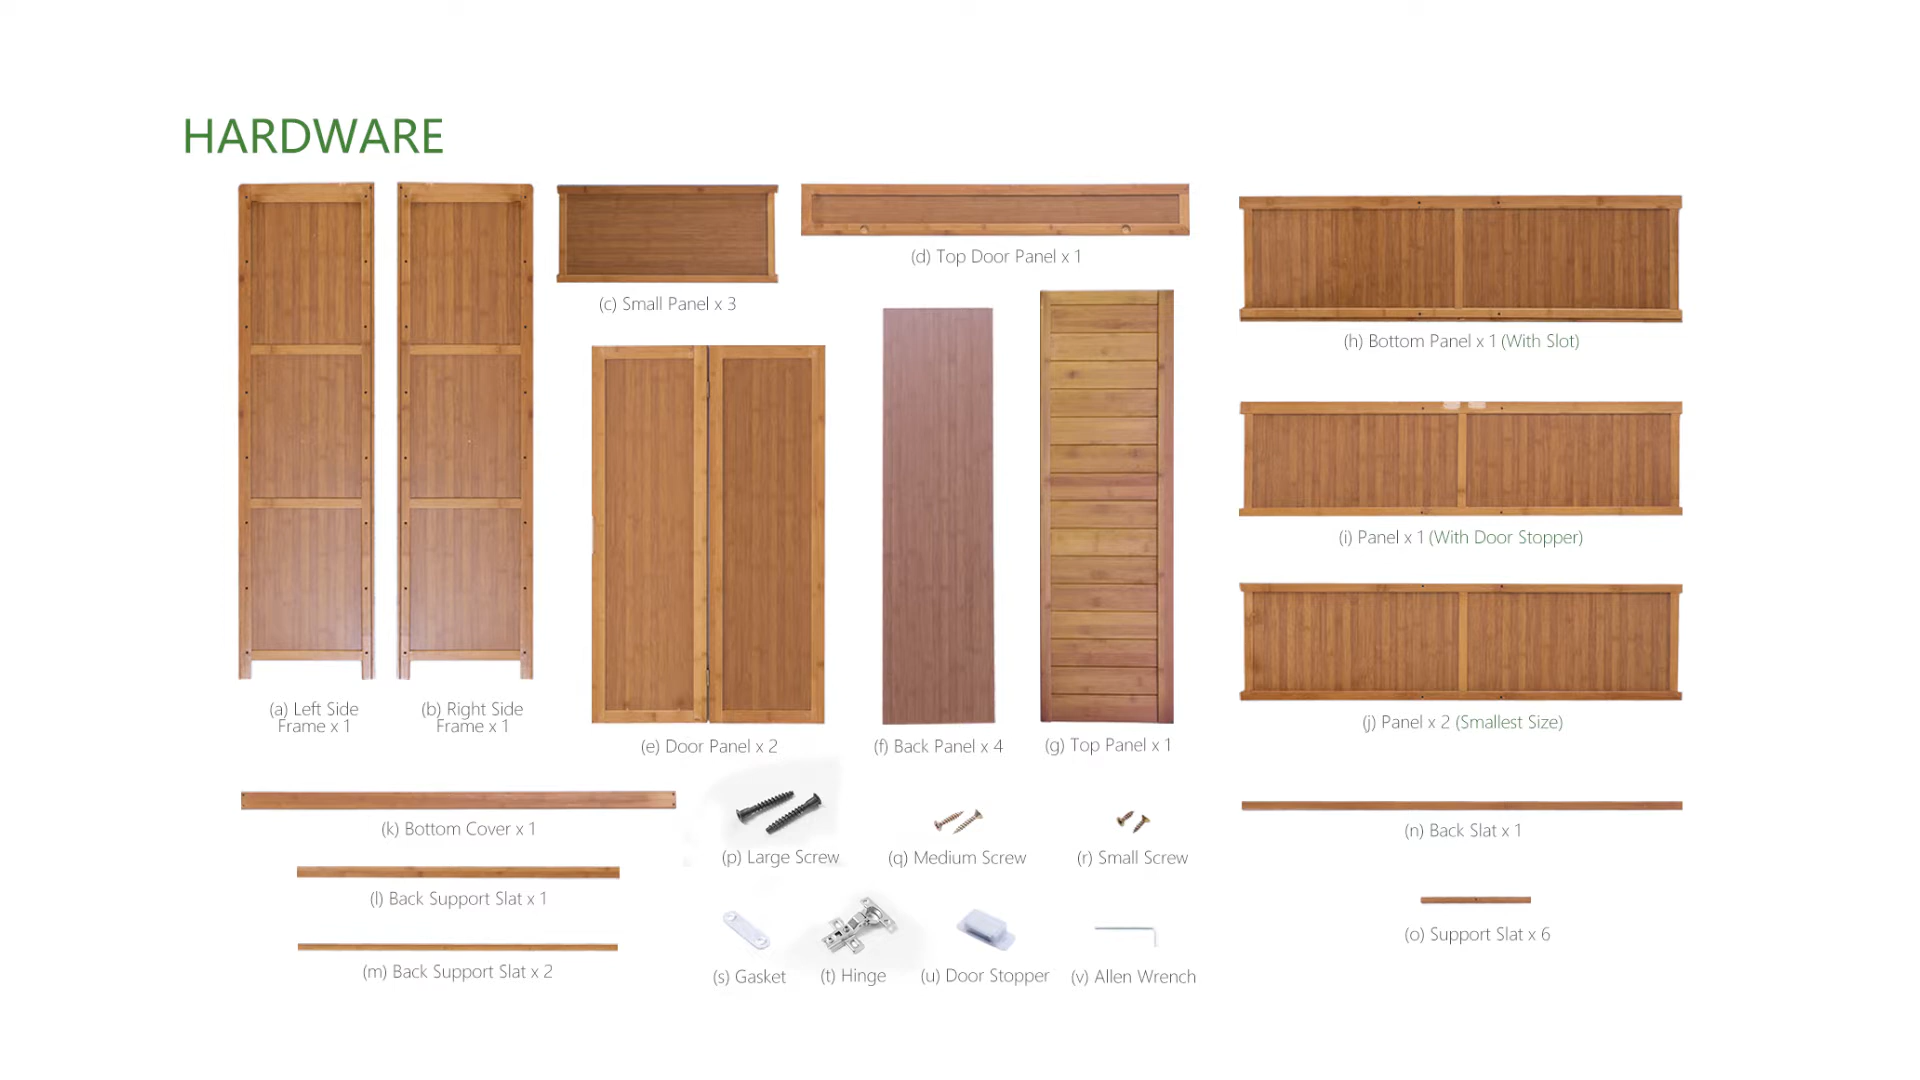 HARDWARE
(a) Left Side
Frame x 1
(b) Right Side
Frame x 1
(c) Small Panel x 3
(d) Top Door Panel x 1
(e) Door Panel x 2
(f) Back Panel x 4
(g) Top Panel x 1
(h) Bottom Panel x 1 (With Slot)
(i) Panel x 1 (With Door Stopper)
(j) Panel x 2 (Smallest Size)
(k) Bottom Cover x 1
(l) Back Support Slat x 1
(m) Back Support Slat x 2
(n) Back Slat x 1
(o) Support Slat x 6
(p) Large Screw
(q) Medium Screw
(r) Small Screw
(s) Gasket
(t) Hinge
(u) Door Stopper
(v) Allen Wrench